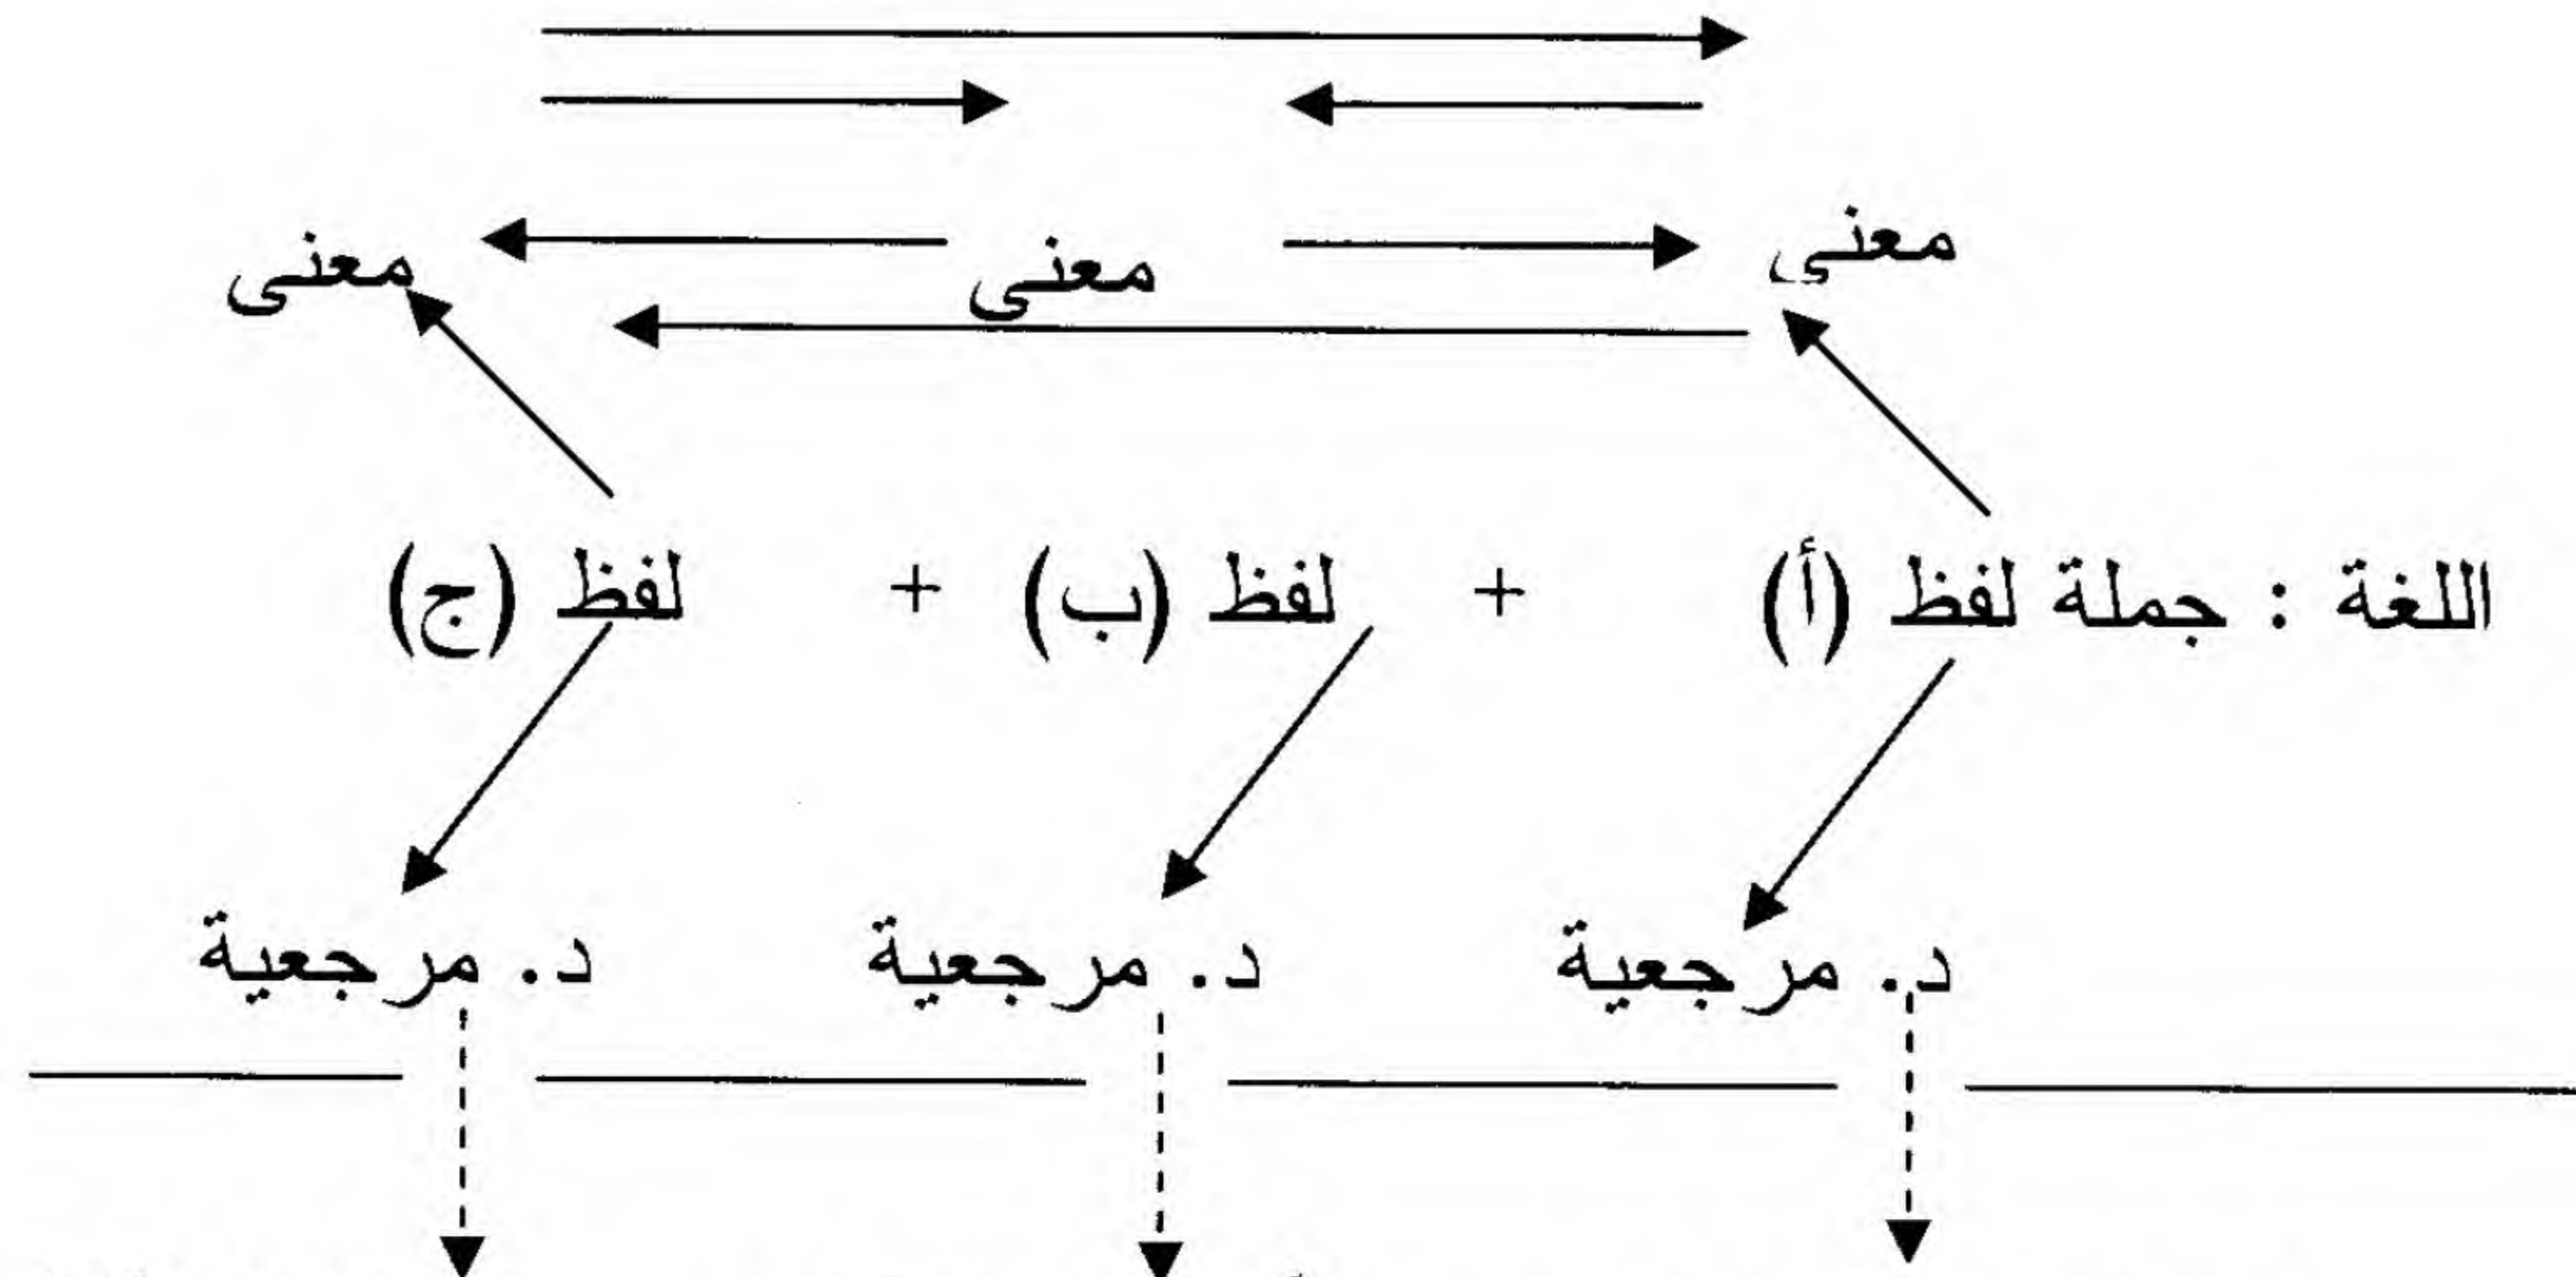 معنى معنى معنى
اللغة : جملة لفظ (أ) + لفظ (ب) + لفظ (ج)
د. مرجعية د. مرجعية د. مرجعية